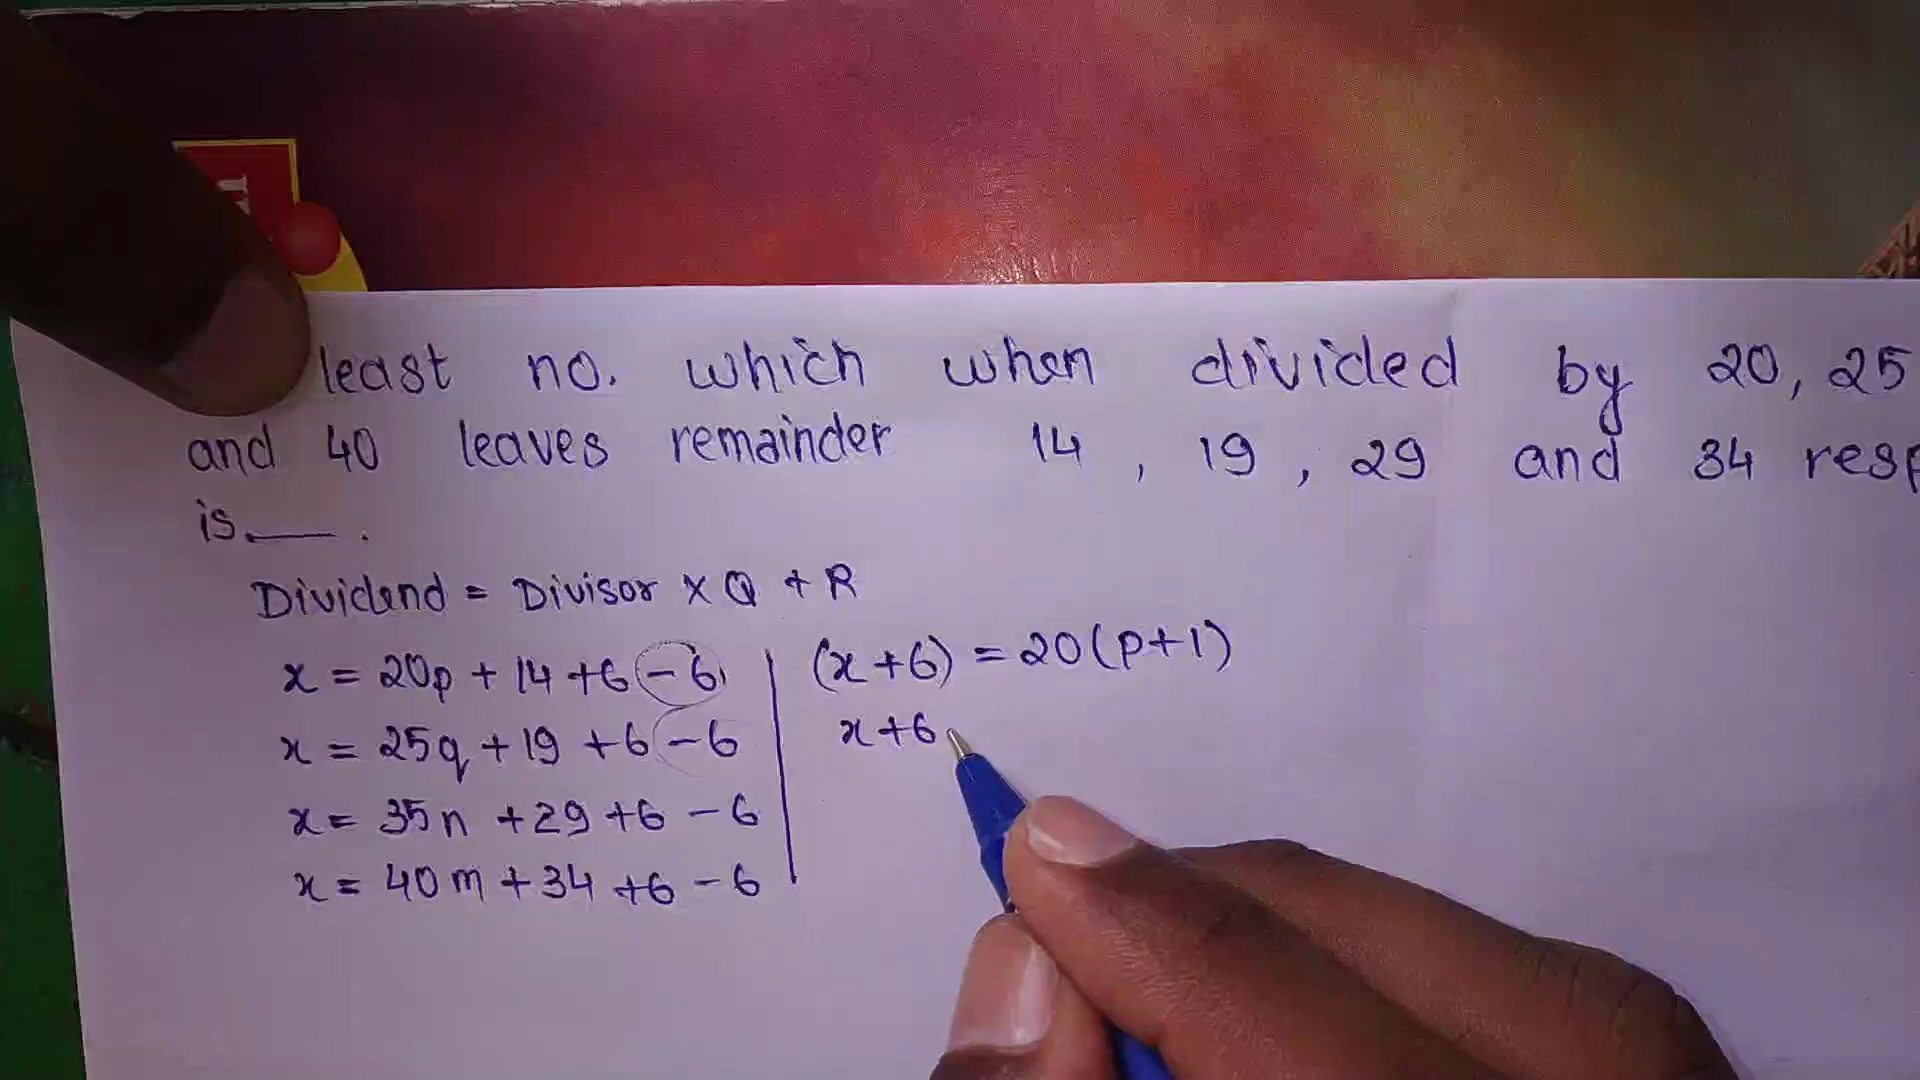 least no. which when divided by 20, 25
and 40 leaves remainder 14, 19, 29 and 34 resp
is ___.
Dividend = Divisor x Q + R
x = 20p + 14 + 6 - 6
x = 25q + 19 + 6 - 6
x = 35n + 29 + 6 - 6
x = 40m + 34 + 6 - 6
(x + 6) = 20(p+1)
x + 6